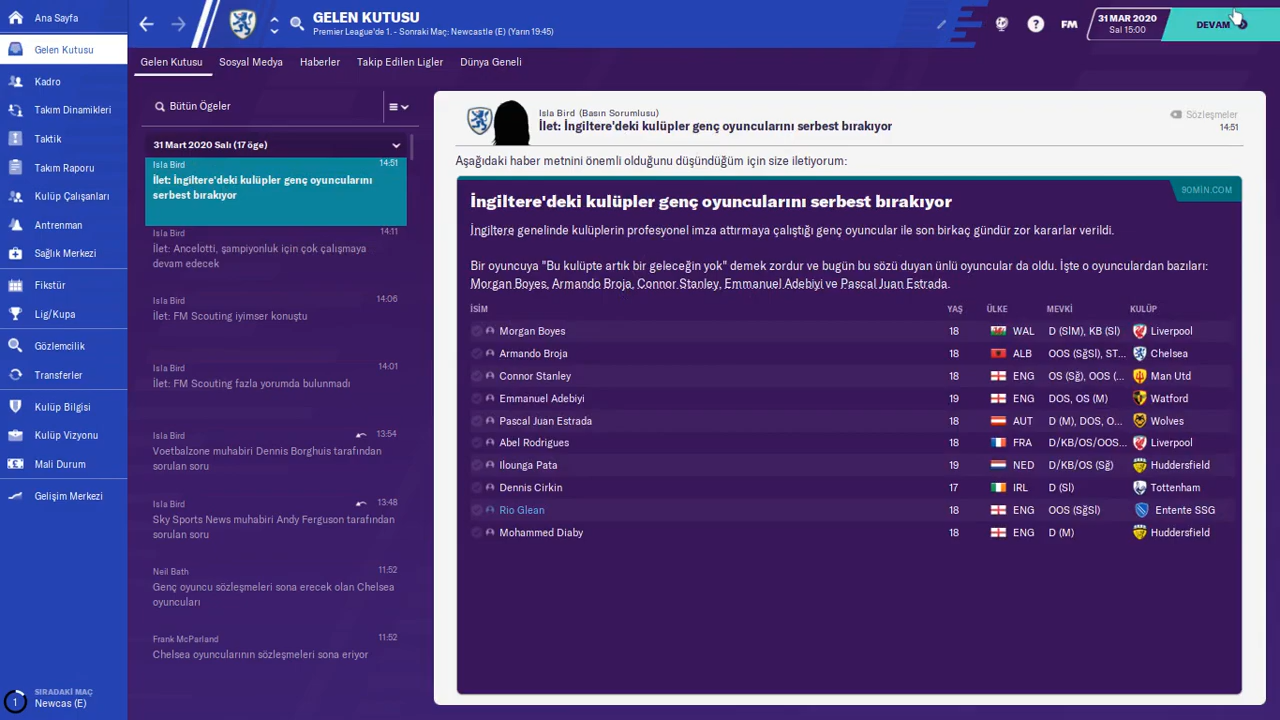 Ana Sayfa
Gelen Kutusu
Kadro
Takım Dinamikleri
Taktik
Takım Raporu
Kulüp Çalışanları
Antrenman
Sağlık Merkezi
Fikstür
Lig/Kupa
Gözlemcilik
Transferler
Kulüp Bilgisi
Kulüp Vizyonu
Mali Durum
Gelişim Merkezi
1
SIRADAKİ MAÇ
Newcas (E)
GELEN KUTUSU
Premier League'de 1. - Sonraki Maç: Newcastle (E) (Yarın 19:45)
?
FM
31 MAR 2020
Sal 15:00
DEVAM
Gelen Kutusu Sosyal Medya Haberler Takip Edilen Ligler Dünya Geneli
Bütün Ögeler
31 Mart 2020 Salı (17 öge)
Isla Bird 14:51
İlet: İngiltere'deki kulüpler genç oyuncularını
serbest bırakıyor
Isla Bird 14:11
İlet: Ancelotti, şampiyonluk için çok çalışmaya
devam edecek
Isla Bird 14:06
İlet: FM Scouting iyimser konuştu
Isla Bird 14:01
İlet: FM Scouting fazla yorumda bulunmadı
Isla Bird 13:54
Voetbalzone muhabiri Dennis Borghuis tarafından
sorulan soru
Isla Bird 13:48
Sky Sports News muhabiri Andy Ferguson tarafından
sorulan soru
Neil Bath 11:52
Genç oyuncu sözleşmeleri sona erecek olan Chelsea
oyuncuları
Frank McParland 11:52
Chelsea oyuncularının sözleşmeleri sona eriyor
Isla Bird (Basın Sorumlusu)
İlet: İngiltere'deki kulüpler genç oyuncularını serbest bırakıyor
Sözleşmeler
14:51
Aşağıdaki haber metnini önemli olduğunu düşündüğüm için size iletiyorum:
90MIN.COM
İngiltere'deki kulüpler genç oyuncularını serbest bırakıyor
İngiltere genelinde kulüplerin profesyonel imza attırmaya çalıştığı genç oyuncular ile son birkaç gündür zor kararlar verildi.
Bir oyuncuya "Bu kulüpte artık bir geleceğin yok" demek zordur ve bugün bu sözü duyan ünlü oyuncular da oldu. İşte o oyunculardan bazıları:
Morgan Boyes, Armando Broja, Connor Stanley, Emmanuel Adebiyi ve Pascal Juan Estrada.
İSİM YAŞ ÜLKE MEVKİ KULÜP
Morgan Boyes 18 WAL D (SİM), KB (Sl) Liverpool
Armando Broja 18 ALB OOS (SğSl), ST... Chelsea
Connor Stanley 18 ENG OS (Sğ), OOS (... Man Utd
Emmanuel Adebiyi 19 ENG DOS, OS (M) Watford
Pascal Juan Estrada 18 AUT D (M), DOS, O... Wolves
Abel Rodrigues 18 FRA D/KB/OS/OOS... Liverpool
Ilounga Pata 19 NED D/KB/OS (Sğ) Huddersfield
Dennis Cirkin 17 IRL D (Sl) Tottenham
Rio Glean 18 ENG OOS (SğSl) Entente SSG
Mohammed Diaby 18 ENG D (M) Huddersfield